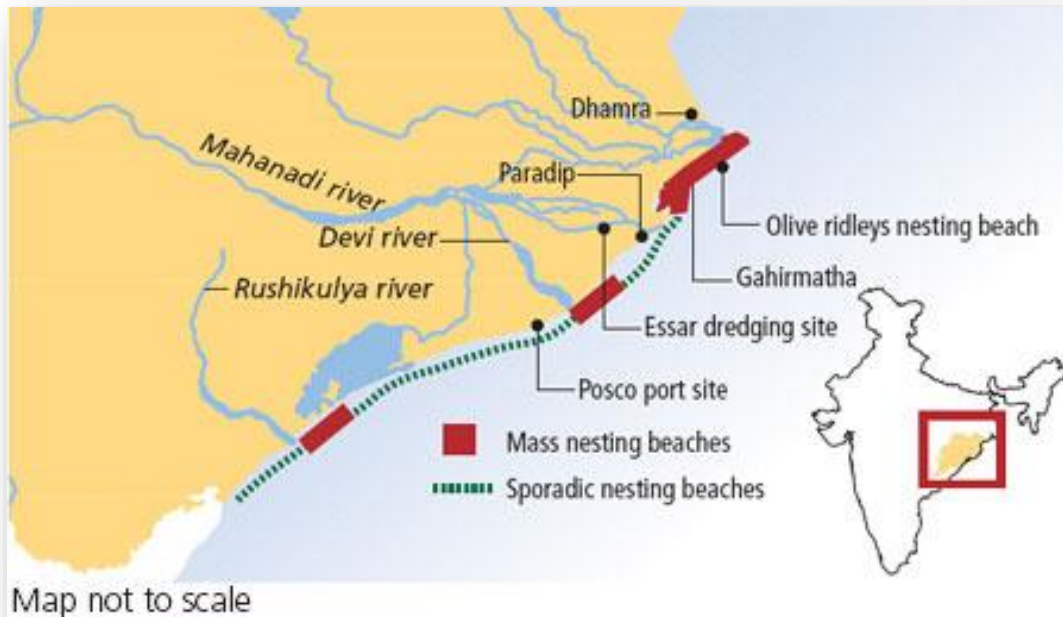 Dhamra
Mahanadi river
Paradip
Olive ridleys nesting beach
Devi river
Gahirmatha
Rushikulya river
Essar dredging site
Posco port site
Mass nesting beaches
Sporadic nesting beaches
Map not to scale